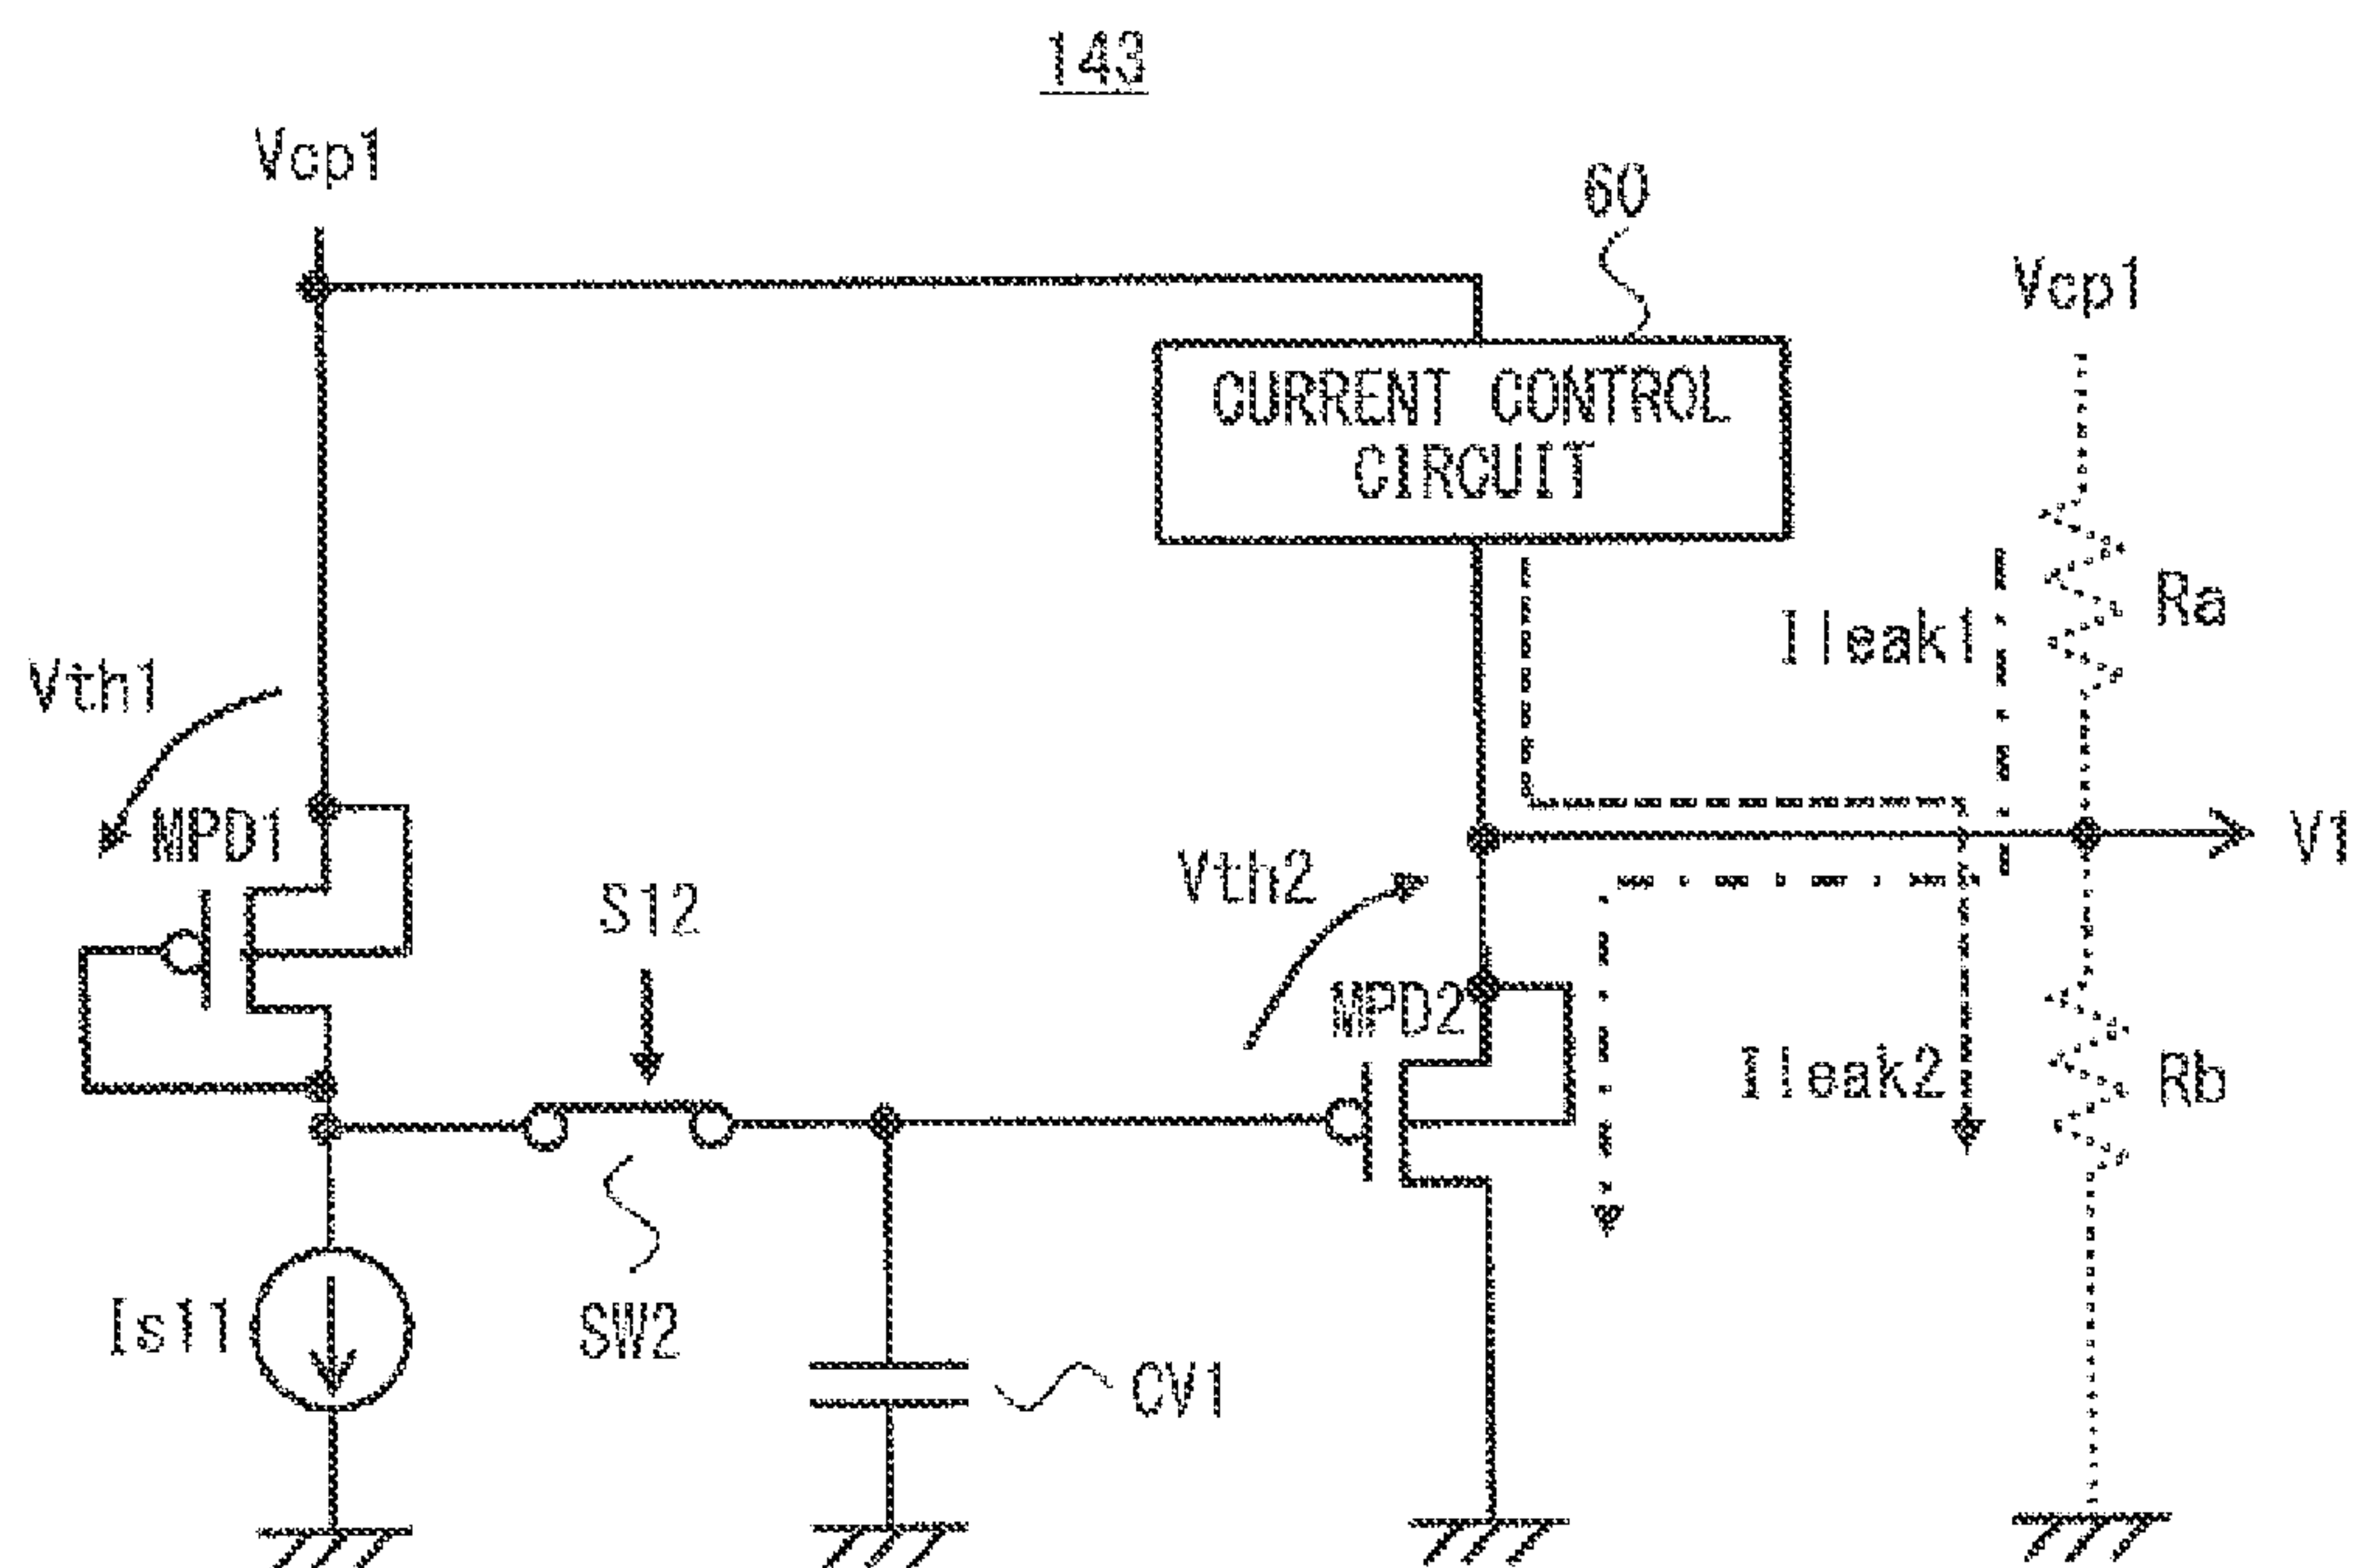 143
Vcp1
60
Vcp1
CURRENT CONTROL
CIRCUIT
Ra
Ileak1
Vth1
MPD1
V1
Vth2
S12
MPD2
Ileak2
Rb
Is11
SW2
CV1